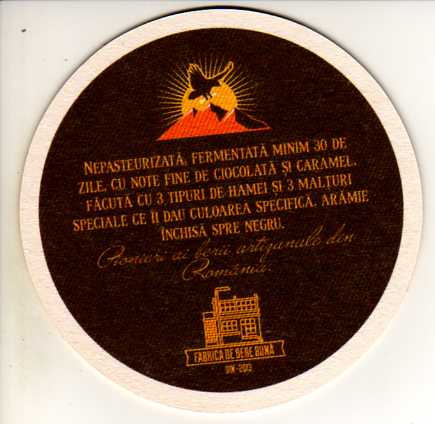 Nepasteurizată, fermentată minim 30 de
zile, cu note fine de ciocolată și caramel.
Făcută cu 3 tipuri de hamei și 3 malțuri
speciale ce îi dau culoarea specifică, arămie
închisă spre negru.
Pionieri ai berii artizanale din
România.
FABRICA DE BERE BUNĂ
DIN-2013